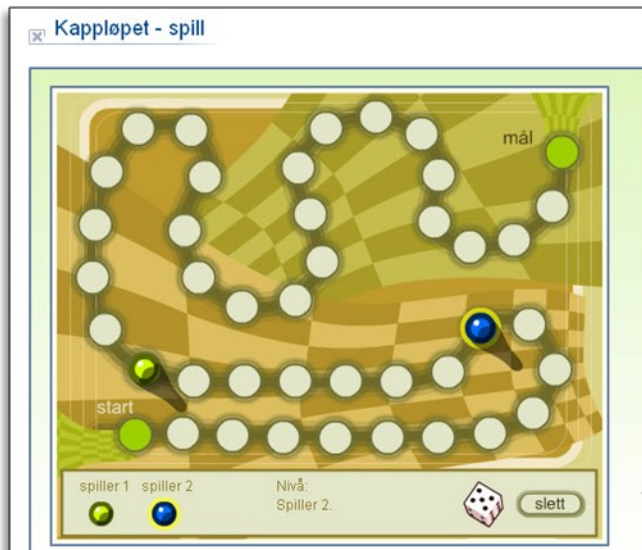 Kappløpet - spill
mål
start
spiller 1 spiller 2
Nivå:
Spiller 2.
slett